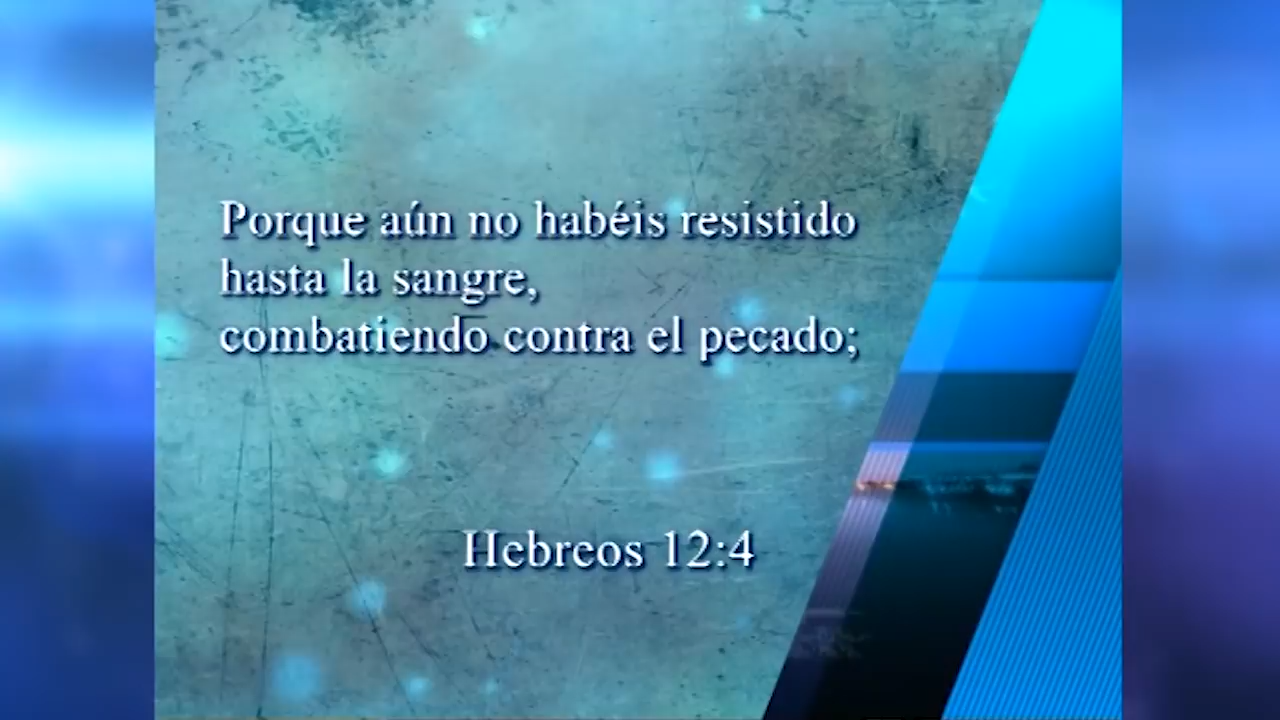 Porque aún no habéis resistido
hasta la sangre,
combatiendo contra el pecado;
Hebreos 12:4